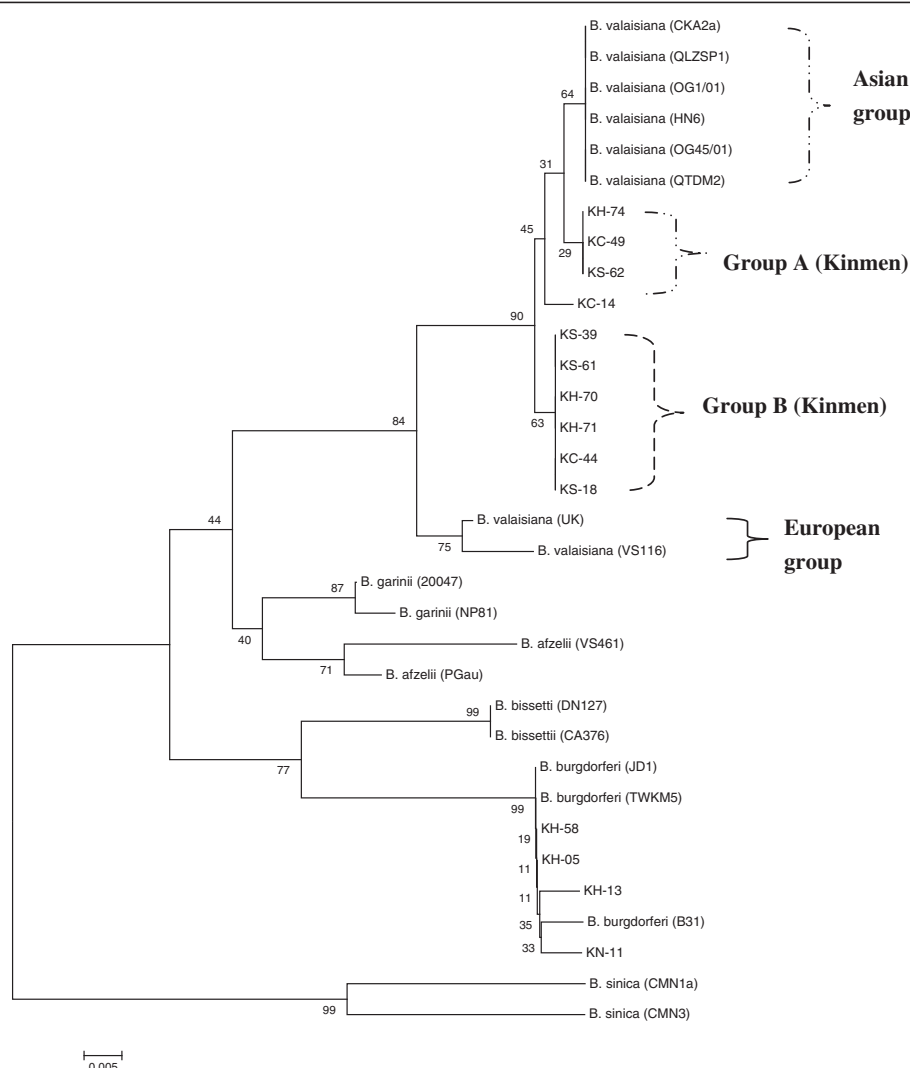 B. valaisiana (CKA2a)
B. valaisiana (QLZSP1)
Asian
64
B. valaisiana (OG1/01)
group
B. valaisiana (HN6)
B. valaisiana (OG45/01)
31
B. valaisiana (QTDM2)
KH-74
45
KC-49
29
Group A (Kinmen)
KS-62
KC-14
90
KS-39
KS-61
KH-70
Group B (Kinmen)
84
63
KH-71
KC-44
KS-18
44
B. valaisiana (UK)
European
75
B. valaisiana (VS116)
group
87
B. garinii (20047)
B. garinii (NP81)
40
B. afzelii (VS461)
71
B. afzelii (PGau)
99
B. bissetti (DN127)
B. bissettii (CA376)
77
B. burgdorferi (JD1)
B. burgdorferi (TWKM5)
99
KH-58
19
KH-05
11
KH-13
11
B. burgdorferi (B31)
35
33
KN-11
B. sinica (CMN1a)
99
B. sinica (CMN3)
0.005